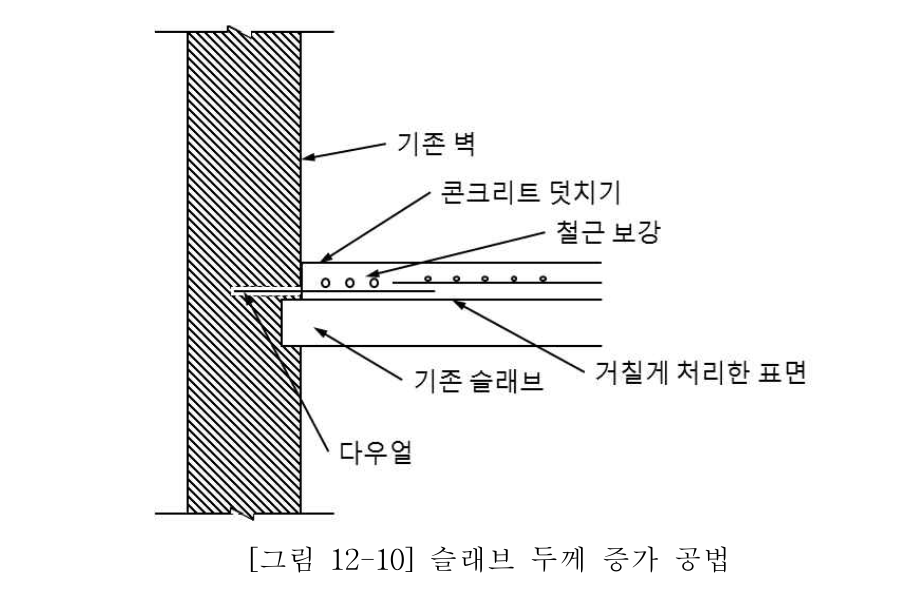 기존 벽
콘크리트 덧치기
철근 보강
거칠게 처리한 표면
기존 슬래브
다우얼
[그림 12-10] 슬래브 두께 증가 공법